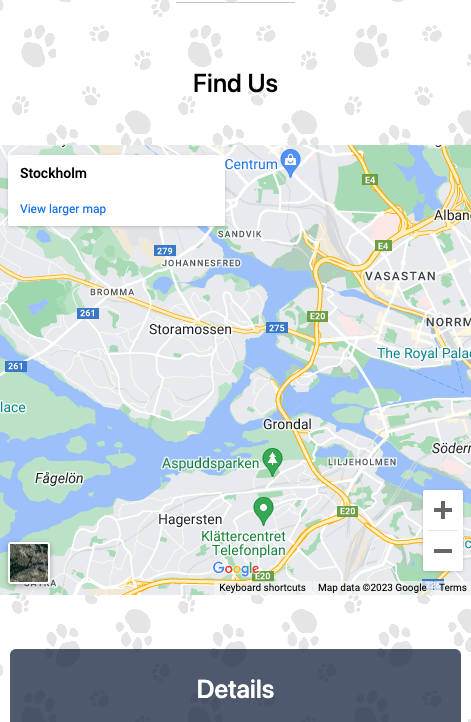 Find Us
Stockholm
View larger map
Centrum
E4
Alban
SANDVIK
E4
279
JOHANNESFRED
VASASTAN
BROMMA
261
E20
NORRM
Storamossen
275
The Royal Palac
261
lace
Grondal
Söderm
Aspuddsparken
LILJEHOLMEN
Fågelön
E20
Hagersten
Klättercentret
Telefonplan
Google
E20
SÄTRA
Keyboard shortcuts
Map data ©2023 Google
Terms
Details